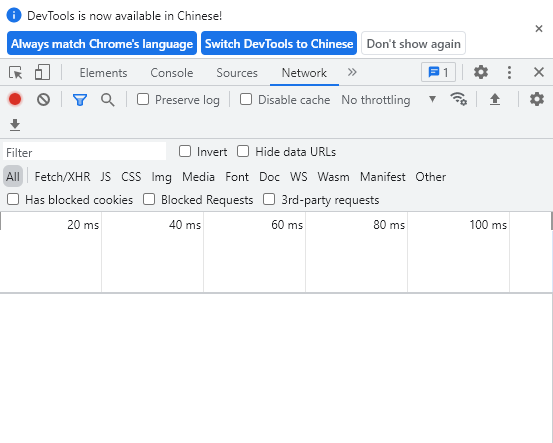 DevTools is now available in Chinese!
Always match Chrome's language Switch DevTools to Chinese Don't show again
Elements Console Sources Network 1
Preserve log Disable cache No throttling
Filter Invert Hide data URLs
All Fetch/XHR JS CSS Img Media Font Doc WS Wasm Manifest Other
Has blocked cookies Blocked Requests 3rd-party requests
20 ms 40 ms 60 ms 80 ms 100 ms